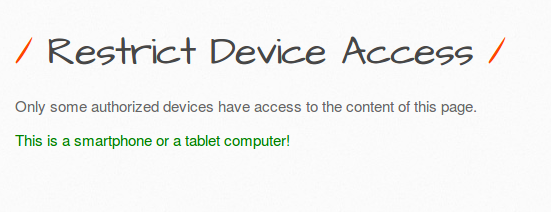 / Restrict Device Access /
Only some authorized devices have access to the content of this page.
This is a smartphone or a tablet computer!